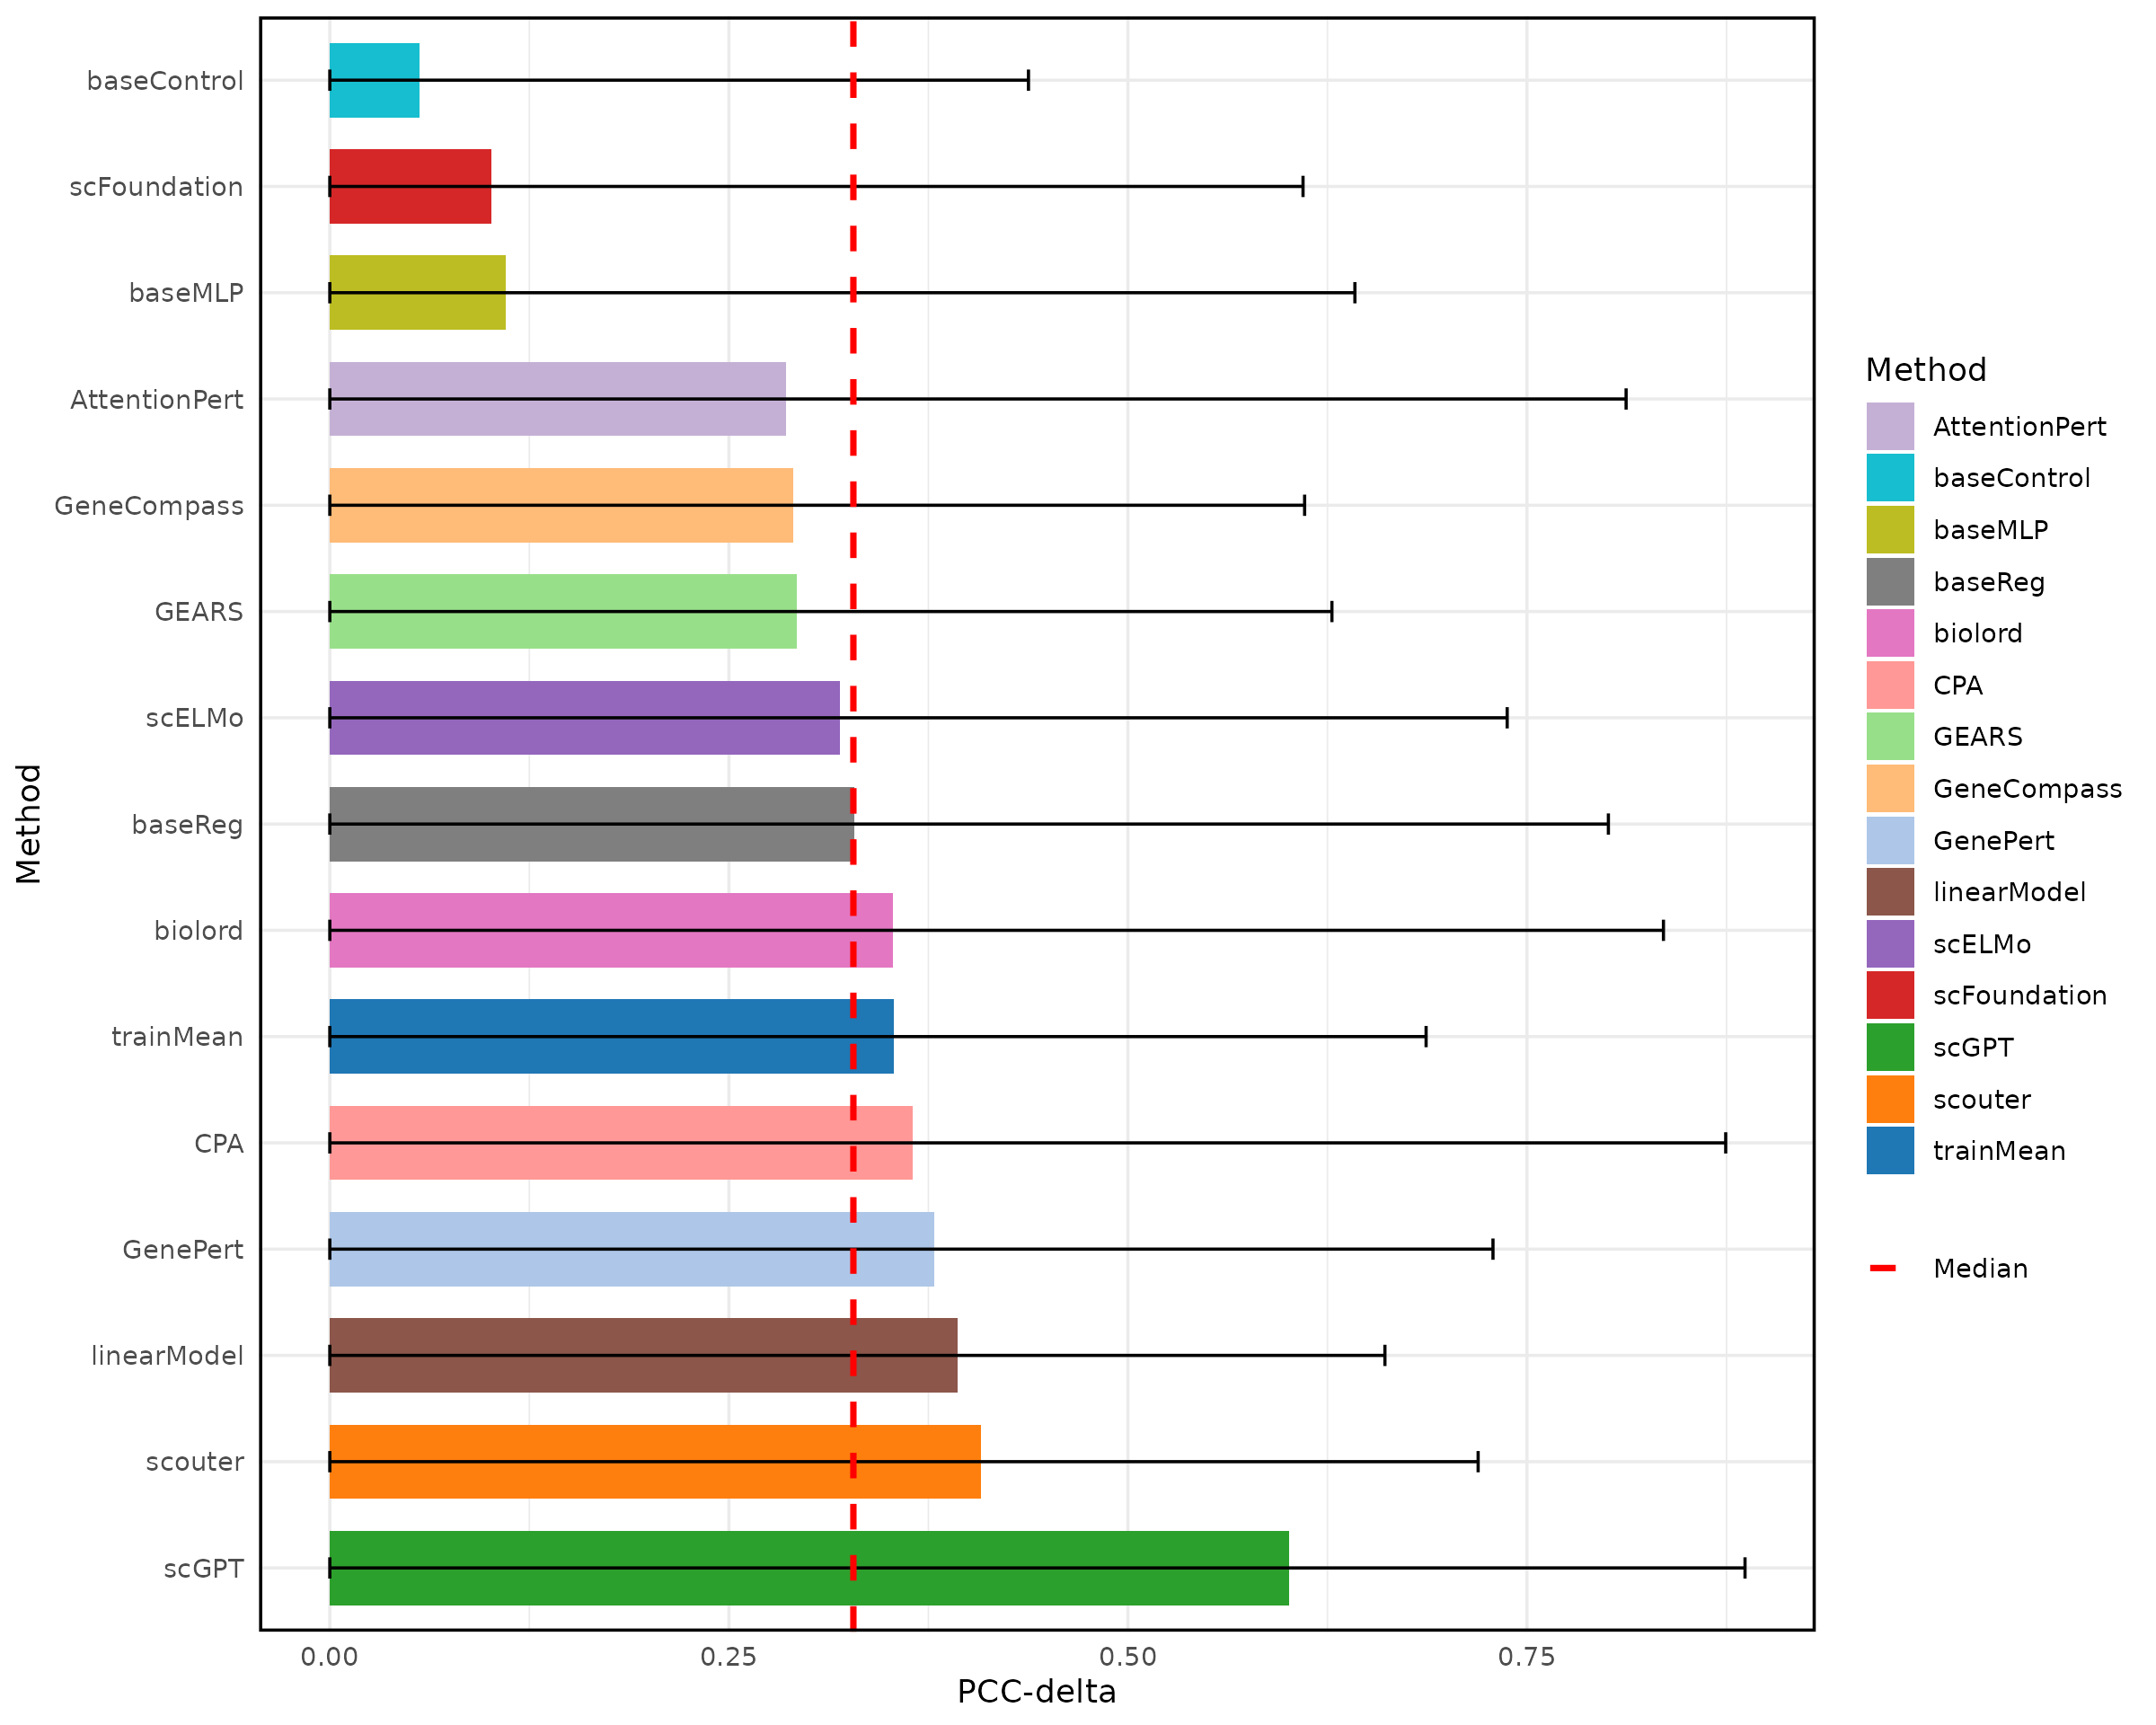 Method
baseControl
scFoundation
baseMLP
AttentionPert
GeneCompass
GEARS
scELMo
baseReg
biolord
trainMean
CPA
GenePert
linearModel
scouter
scGPT
0.00 0.25 0.50 0.75
PCC-delta
Method
AttentionPert
baseControl
baseMLP
baseReg
biolord
CPA
GEARS
GeneCompass
GenePert
linearModel
scELMo
scFoundation
scGPT
scouter
trainMean
Median